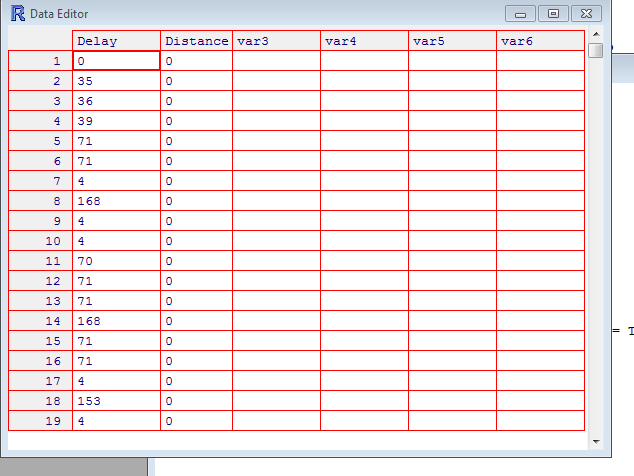 R Data Editor
Delay Distance var3 var4 var5 var6
1 0 0
2 35 0
3 36 0
4 39 0
5 71 0
6 71 0
7 4 0
8 168 0
9 4 0
10 4 0
11 70 0
12 71 0
13 71 0
14 168 0
= T
15 71 0
16 71 0
17 4 0
18 153 0
19 4 0